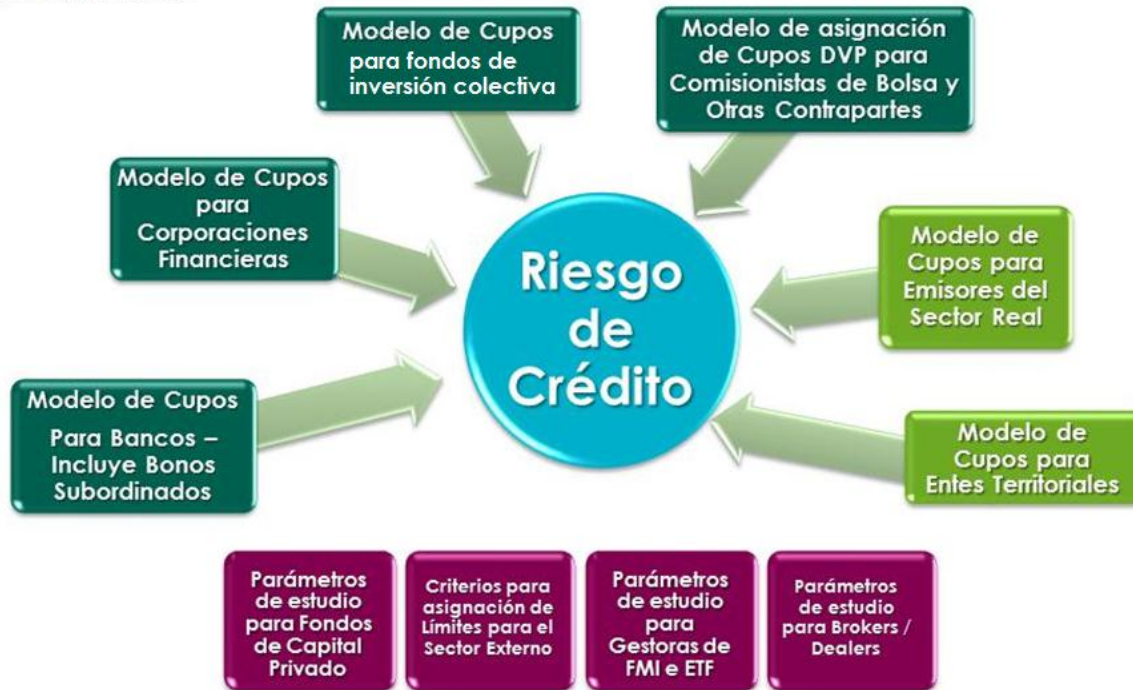 Modelo de Cupos
para fondos de
inversión colectiva
Modelo de asignación
de Cupos DVP para
Comisionistas de Bolsa y
Otras Contrapartes
Modelo de Cupos
para
Corporaciones
Financieras
Riesgo
de
Crédito
Modelo de
Cupos para
Emisores del
Sector Real
Modelo de Cupos
Para Bancos –
Incluye Bonos
Subordinados
Modelo de
Cupos para
Entes Territoriales
Parámetros
de estudio
para Fondos
de Capital
Privado
Criterios para
asignación de
Límites para el
Sector Externo
Parámetros
de estudio
para
Gestoras de
FMI e ETF
Parámetros
de estudio
para Brokers /
Dealers